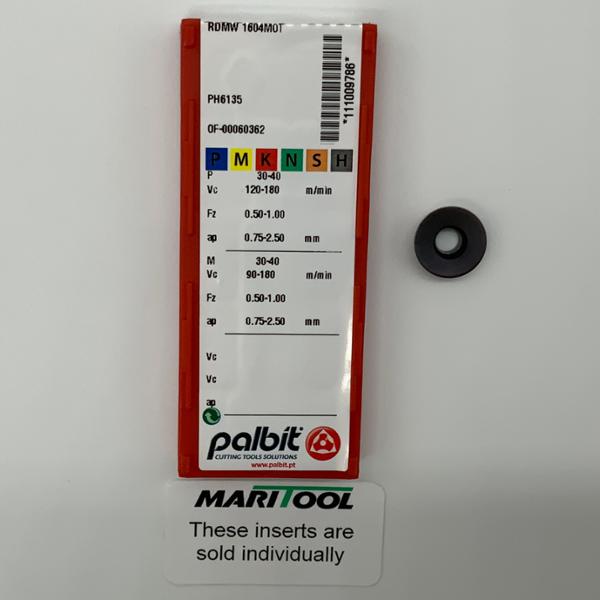 RDMW 1604MOT
*111009786*
PH6135
OF-00060362
P M K N S H
P 30-40
Vc 120-180 m/min
Fz 0.50-1.00
ap 0.75-2.50 mm
M 30-40
Vc 90-180 m/min
Fz 0.50-1.00
ap 0.75-2.50 mm
Vc
Vc
ap
palbit
CUTTING TOOLS SOLUTIONS
www.palbit.pt
MARITOOL
These inserts are
sold individually